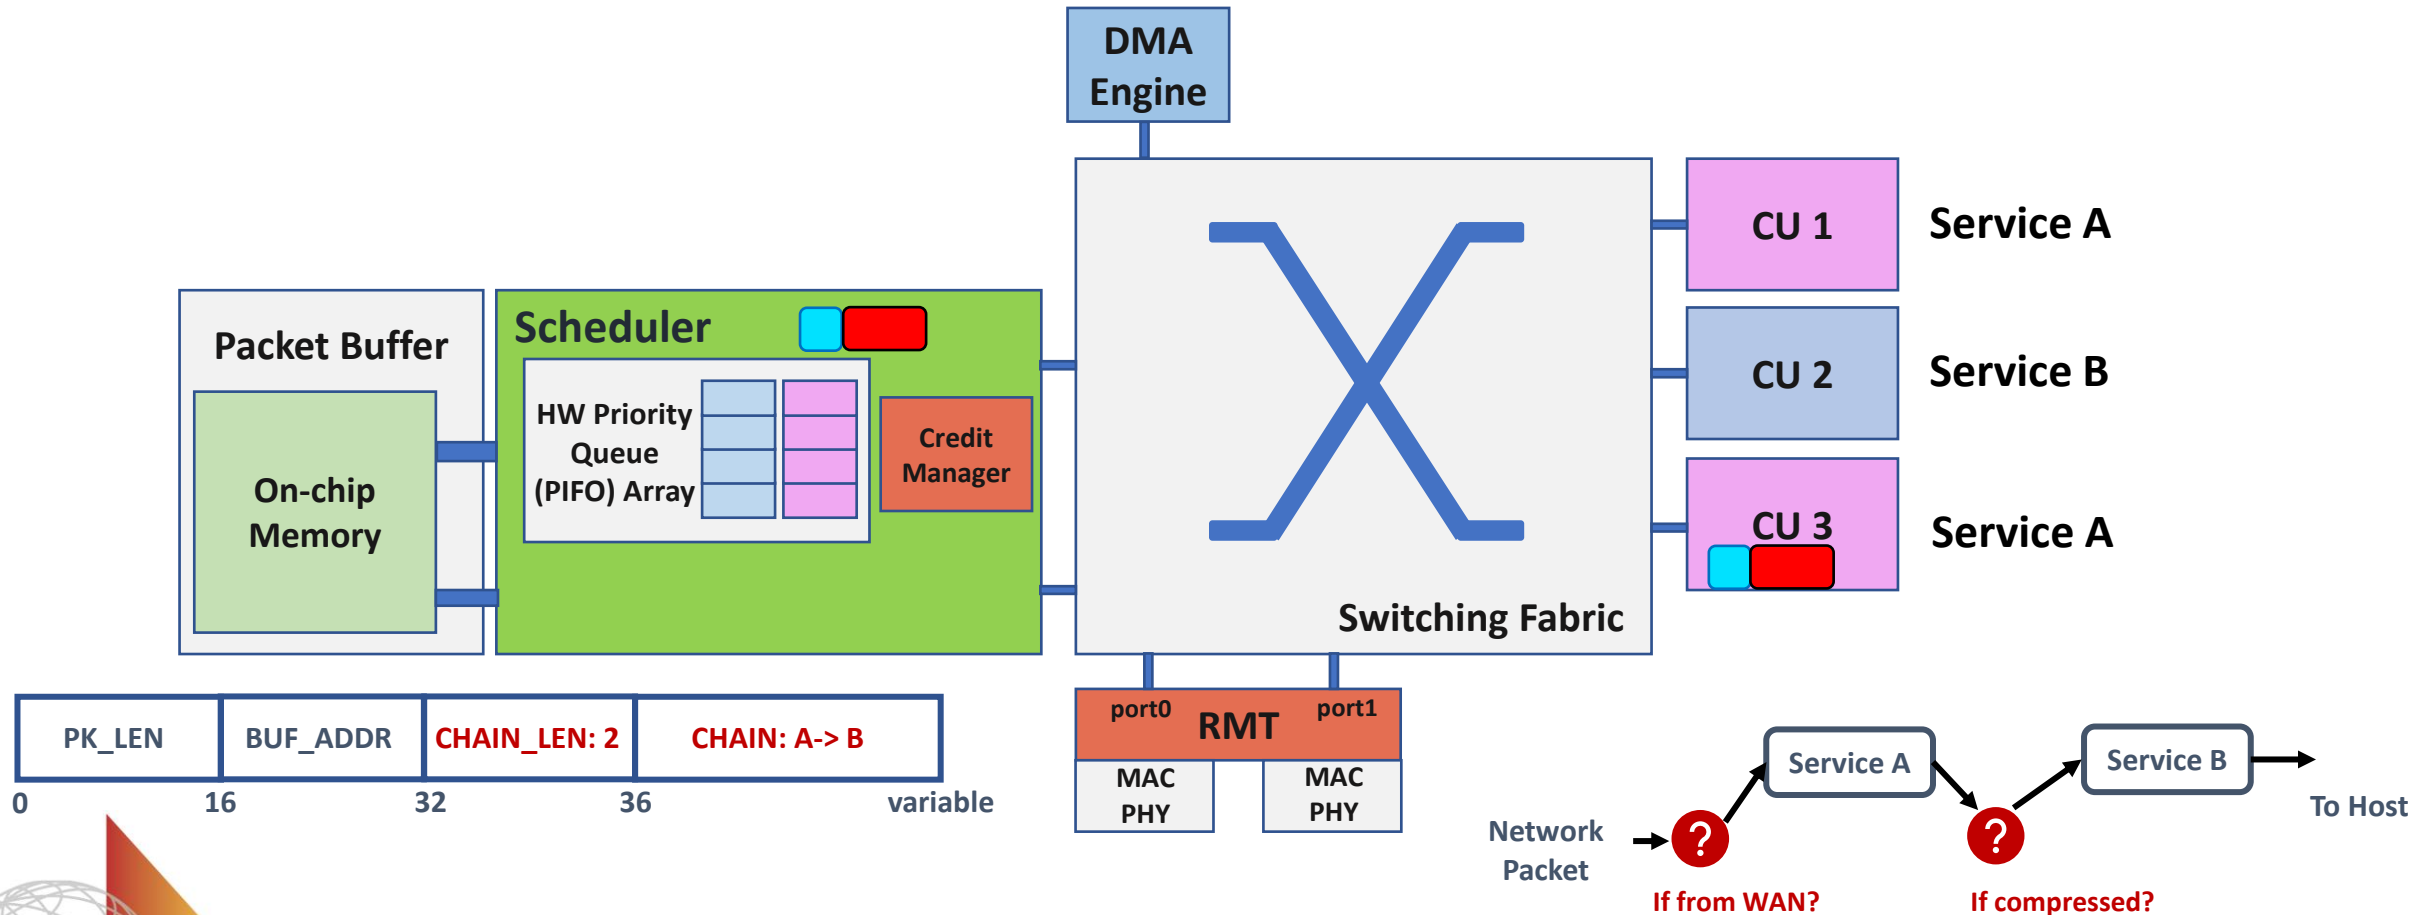 DMA
Engine
CU 1
Service A
CU 2
Service B
CU 3
Service A
Packet Buffer
On-chip
Memory
Scheduler
HW Priority
Queue
(PIFO) Array
Credit
Manager
Switching Fabric
port0
RMT
port1
MAC
PHY
MAC
PHY
PK_LEN
BUF_ADDR
CHAIN_LEN: 2
CHAIN: A-> B
0
16
32
36
variable
Network
Packet
?
If from WAN?
Service A
?
If compressed?
Service B
To Host